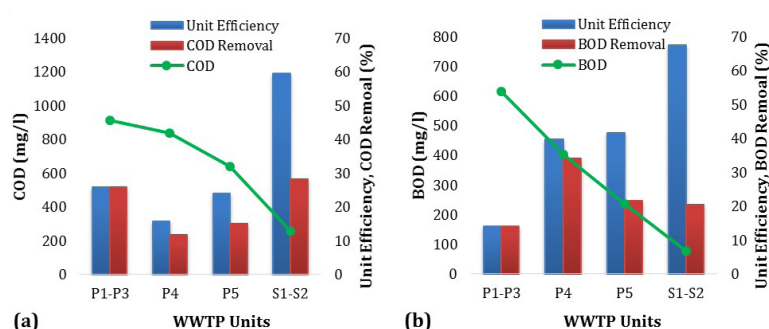 1400
1200
1000
800
600
400
200
0
COD (mg/l)
Unit Efficiency
COD Removal
COD
70
60
50
40
30
20
10
0
Unit Efficiency, COD Remoal (%)
P1-P3 P4 P5 S1-S2
(a) WWTP Units
800
700
600
500
400
300
200
100
0
BOD (mg/l)
Unit Efficiency
BOD Removal
BOD
70
60
50
40
30
20
10
0
Unit Efficiency, BOD Removal (%)
P1-P3 P4 P5 S1-S2
(b) WWTP Units